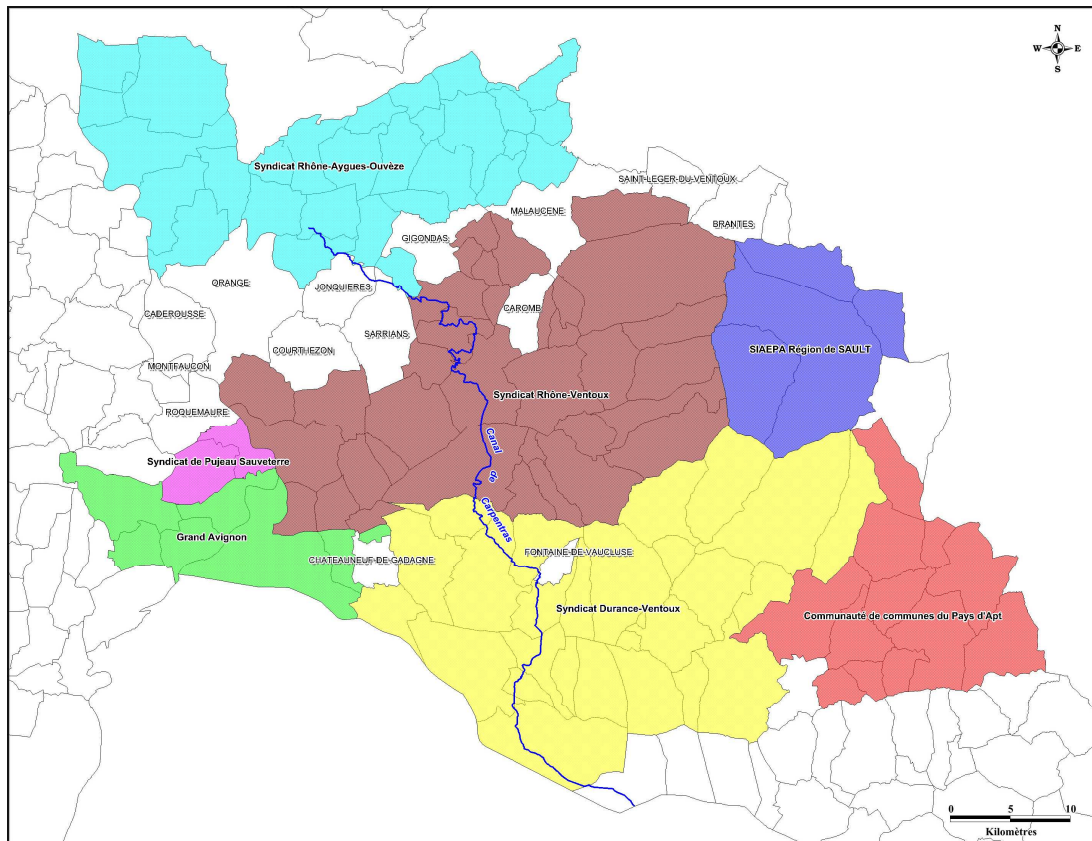 N
W E
S
Syndicat Rhône-Aygues-Ouvèze
SAINT-LEGER-DU-VENTOUX
MALAUCENE
BRANTES
GIGONDAS
ORANGE
JONQUIERES
CADEROUSSE
CAROMB
SARRIANS
COURTHEZON
SIAEPA Région de SAULT
MONTFAUCON
Syndicat Rhône-Ventoux
ROQUEMAURE
Canal
de
Carpentras
Syndicat de Pujeau Sauveterre
Grand Avignon
CHATEAUNEUF-DE-GADAGNE
FONTAINE-DE-VAUCLUSE
Syndicat Durance-Ventoux
Communauté de communes du Pays d'Apt
0 5 10
Kilomètres